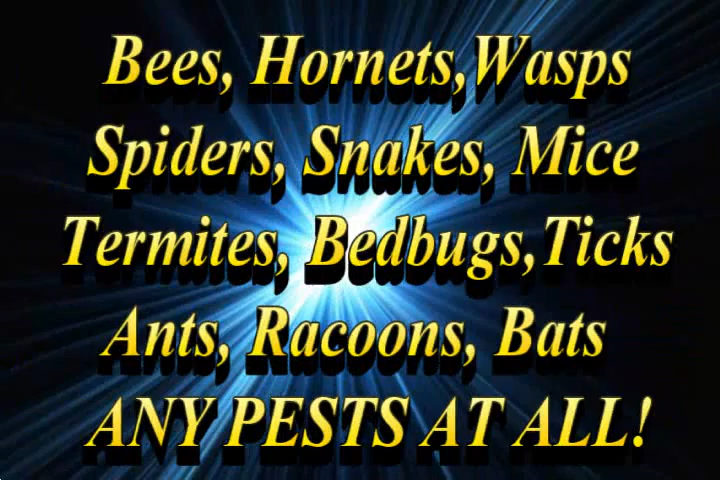 Bees, Hornets,Wasps
Spiders, Snakes, Mice
Termites, Bedbugs,Ticks
Ants, Racoons, Bats
ANY PESTS AT ALL!